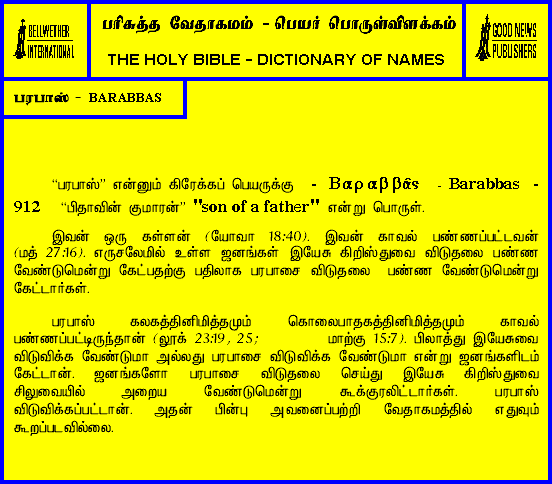 BELLWETHER
INTERNATIONAL
பரிசுத்த வேதாகமம் - பெயர் பொருள்விளக்கம்
THE HOLY BIBLE - DICTIONARY OF NAMES
GOOD NEWS
PUBLISHERS
பரபாஸ் - BARABBAS
“பரபாஸ்” என்னும் கிரேக்கப் பெயருக்கு - Βαραββᾶς - Barabbas -
912 “பிதாவின் குமாரன்” "son of a father" என்று பொருள்.
இவன் ஒரு கள்ளன் (யோவா 18:40). இவன் காவல் பண்ணப்பட்டவன்
(மத் 27:16). எருசலேமில் உள்ள ஜனங்கள் இயேசு கிறிஸ்துவை விடுதலை பண்ண
வேண்டுமென்று கேட்பதற்கு பதிலாக பரபாசை விடுதலை பண்ண வேண்டுமென்று
கேட்டார்கள்.
பரபாஸ் கலகத்தினிமித்தமும் கொலைபாதகத்தினிமித்தமும் காவல்
பண்ணப்பட்டிருந்தான் (லூக் 23:19, 25; மாற்கு 15:7). பிலாத்து இயேசுவை
விடுவிக்க வேண்டுமா அல்லது பரபாசை விடுவிக்க வேண்டுமா என்று ஜனங்களிடம்
கேட்டான். ஜனங்களோ பரபாசை விடுதலை செய்து இயேசு கிறிஸ்துவை
சிலுவையில் அறைய வேண்டுமென்று கூக்குரலிட்டார்கள். பரபாஸ்
விடுவிக்கப்பட்டான். அதன் பின்பு அவனைப்பற்றி வேதாகமத்தில் எதுவும்
கூறப்படவில்லை.